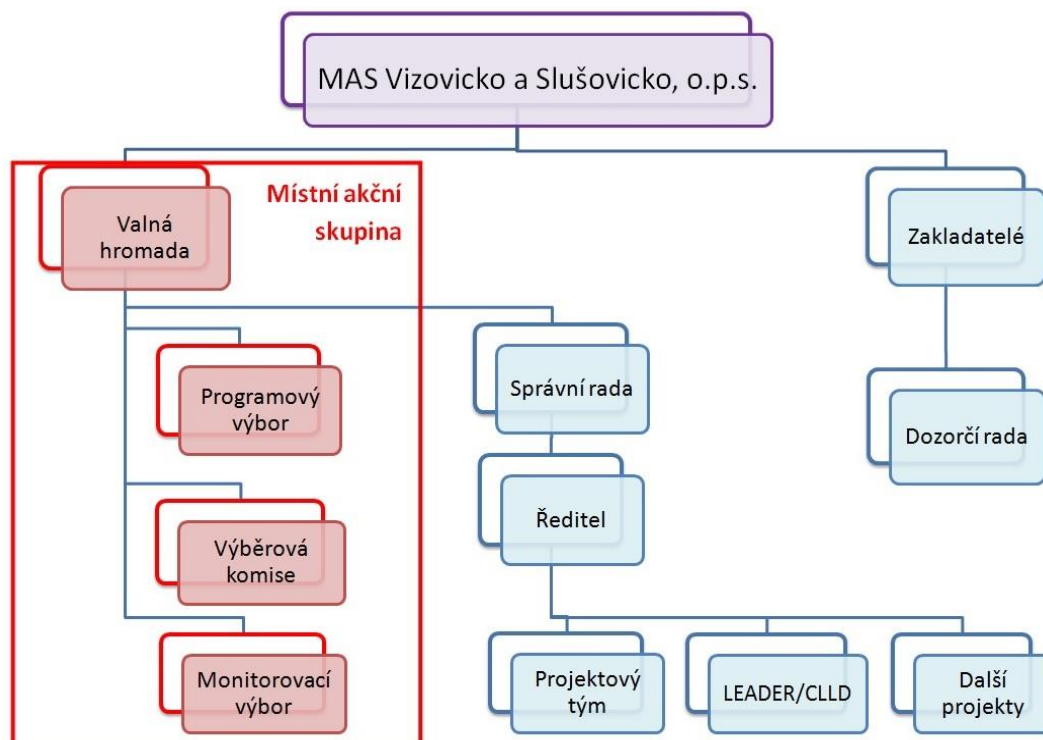 MAS Vizovicko a Slušovicko, o.p.s.
Místní akční
skupina
Valná
hromada
Zakladatelé
Programový
výbor
Správní rada
Dozorčí rada
Výběrová
komise
Ředitel
Monitorovací
výbor
Projektový
tým
LEADER/CLLD
Další
projekty